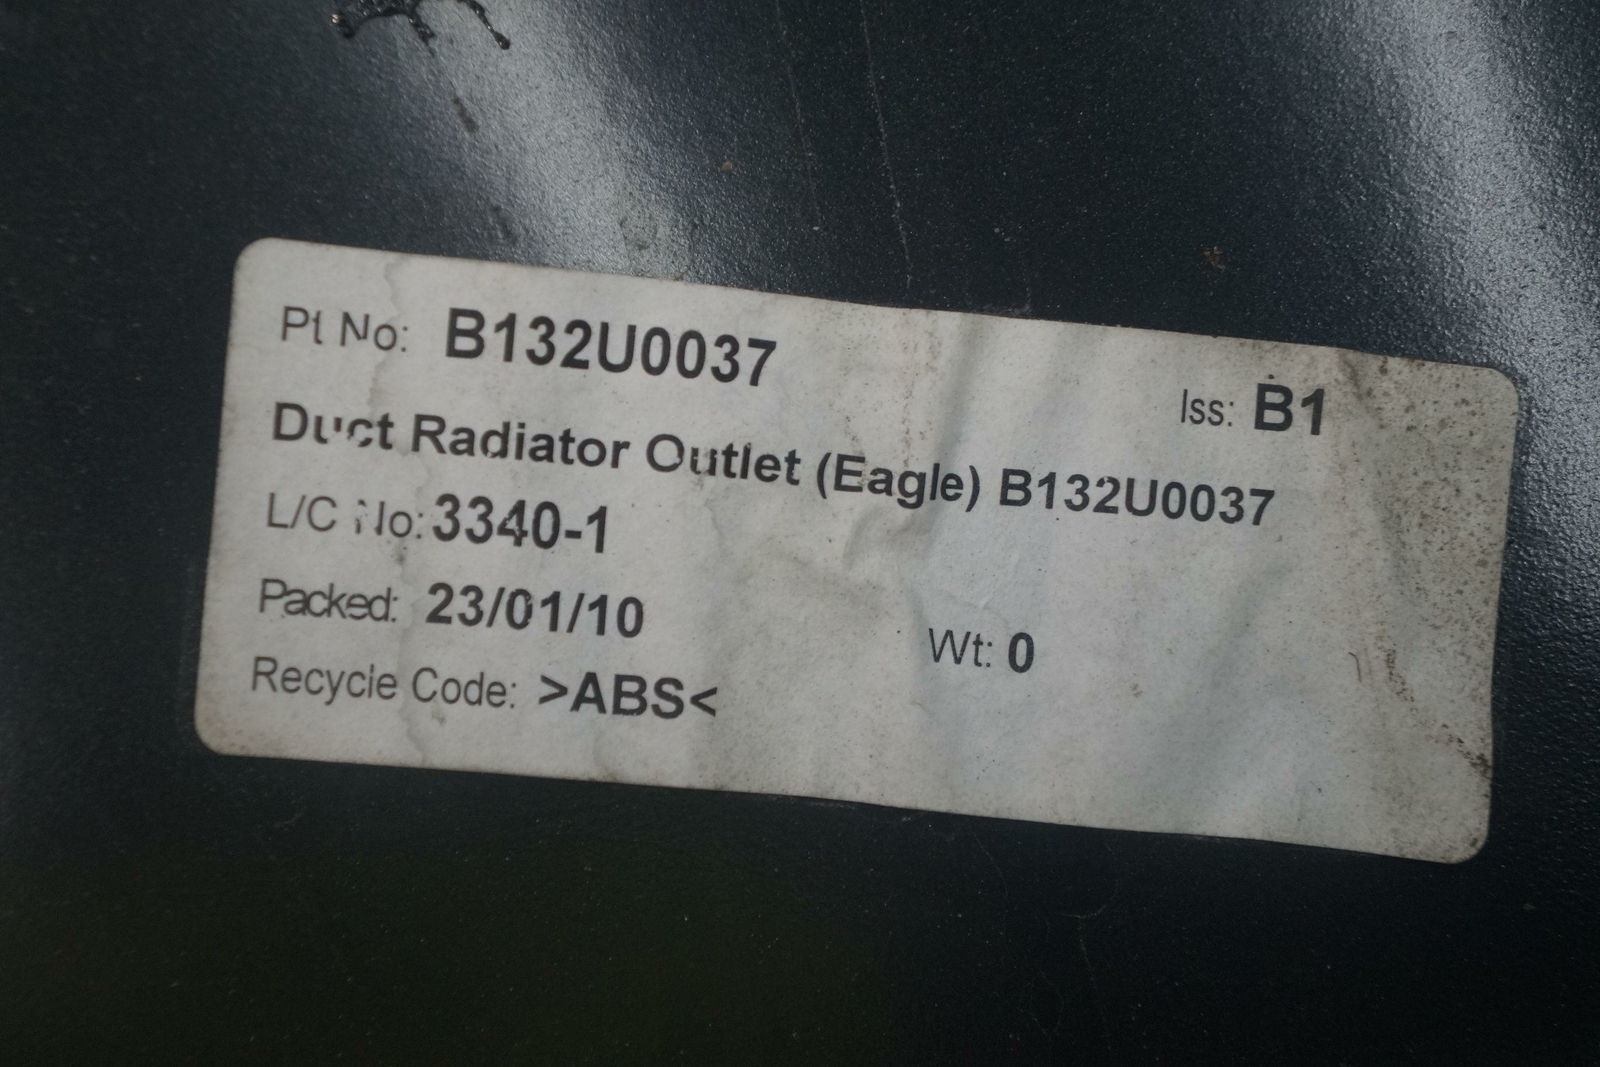 Pt No: B132U0037
Iss: B1
Duct Radiator Outlet (Eagle) B132U0037
L/C No: 3340-1
Packed: 23/01/10
Wt: 0
Recycle Code: >ABS<